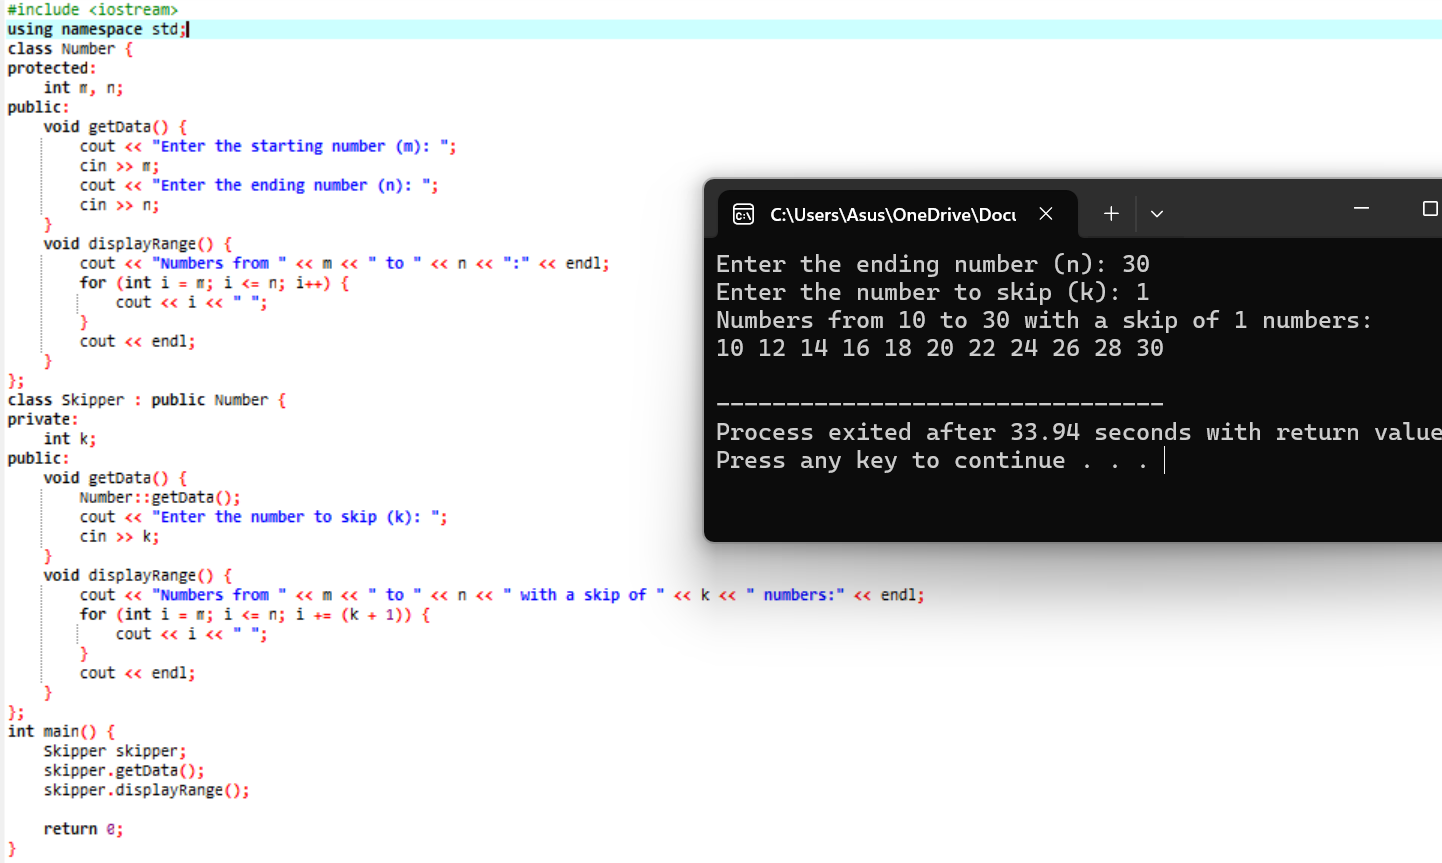 #include <iostream>
using namespace std;
class Number {
protected:
    int m, n;
public:
    void getData() {
        cout << "Enter the starting number (m): ";
        cin >> m;
        cout << "Enter the ending number (n): ";
        cin >> n;
    }
    void displayRange() {
        cout << "Numbers from " << m << " to " << n << ":" << endl;
        for (int i = m; i <= n; i++) {
            cout << i << " ";
        }
        cout << endl;
    }
};
class Skipper : public Number {
private:
    int k;
public:
    void getData() {
        Number::getData();
        cout << "Enter the number to skip (k): ";
        cin >> k;
    }
    void displayRange() {
        cout << "Numbers from " << m << " to " << n << " with a skip of " << k << " numbers:" << endl;
        for (int i = m; i <= n; i += (k + 1)) {
            cout << i << " ";
        }
        cout << endl;
    }
};
int main() {
    Skipper skipper;
    skipper.getData();
    skipper.displayRange();

    return 0;
}
C:\Users\Asus\OneDrive\Docu
Enter the ending number (n): 30
Enter the number to skip (k): 1
Numbers from 10 to 30 with a skip of 1 numbers:
10 12 14 16 18 20 22 24 26 28 30

--------------------------------
Process exited after 33.94 seconds with return value
Press any key to continue . . .